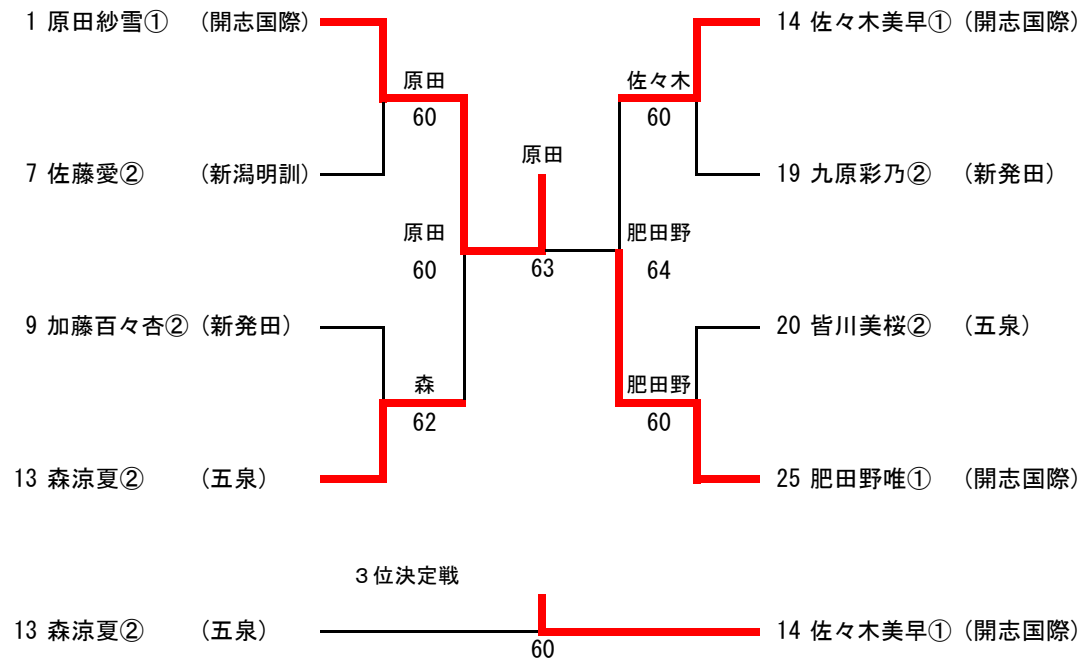 1 原田紗雪① (開志国際)
14 佐々木美早① (開志国際)
原田
60
佐々木
60
7 佐藤愛② (新潟明訓)
原田
19 九原彩乃② (新発田)
原田
60
63
肥田野
64
9 加藤百々杏② (新発田)
20 皆川美桜② (五泉)
森
62
肥田野
60
13 森涼夏② (五泉)
25 肥田野唯① (開志国際)
３位決定戦
13 森涼夏② (五泉)
60
14 佐々木美早① (開志国際)